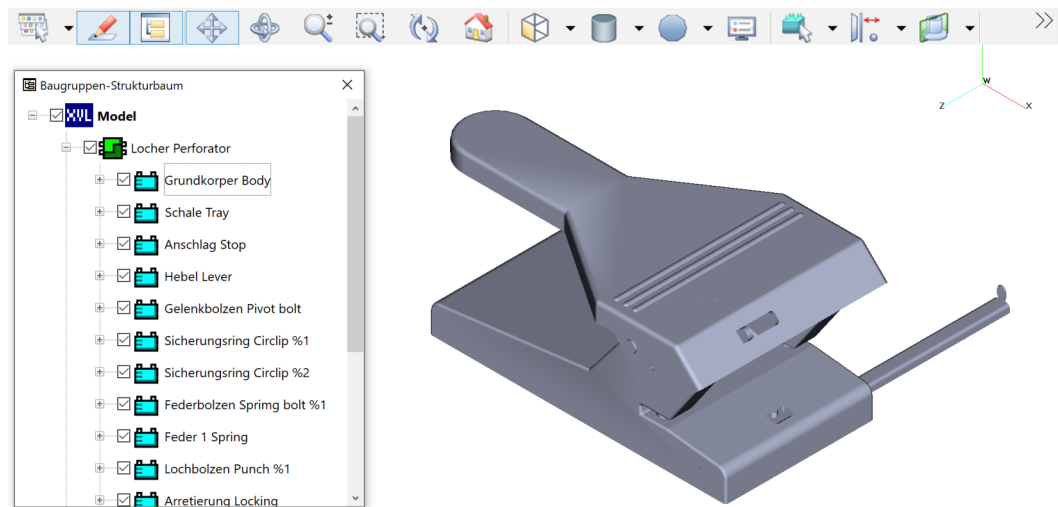 Baugruppen-Strukturbaum
XVL Model
Locher Perforator
Grundkorper Body
Schale Tray
Anschlag Stop
Hebel Lever
Gelenkbolzen Pivot bolt
Sicherungsring Circlip %1
Sicherungsring Circlip %2
Federbolzen Sprimg bolt %1
Feder 1 Spring
Lochbolzen Punch %1
Arretierung Locking
W
Z
X